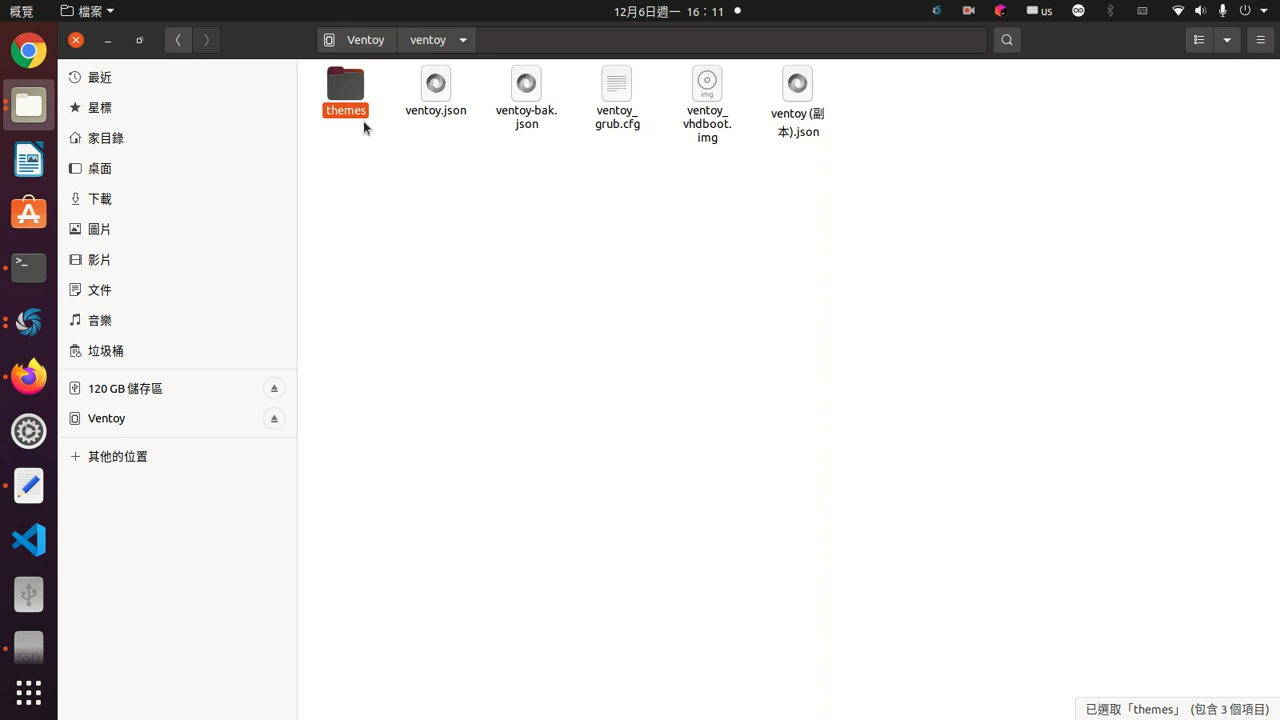 概覽
檔案
12月6日週一 16：11
us
Ventoy
ventoy
最近
星標
家目錄
桌面
下載
圖片
影片
文件
音樂
垃圾桶
120 GB 儲存區
Ventoy
其他的位置
themes
ventoy.json
ventoy-bak.
json
ventoy_
grub.cfg
img
ventoy_
vhdboot.
img
ventoy (副
本).json
>_
SSD
已選取「themes」 (包含 3 個項目)